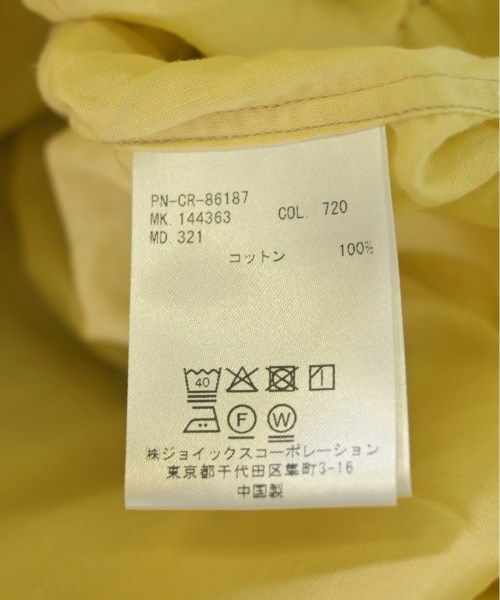 PN-CR-86187
MK. 144363 COL. 720
MD. 321
コットン 100%
40
F W
株ジョイックスコーポレーション
東京都千代田区隼町3-16
中国製